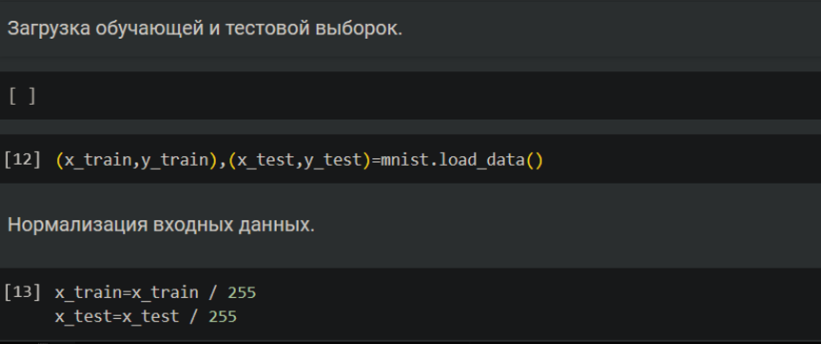 Загрузка обучающей и тестовой выборок.
[ ]
[12] (x_train,y_train),(x_test,y_test)=mnist.load_data()
Нормализация входных данных.
[13] x_train=x_train / 255
x_test=x_test / 255